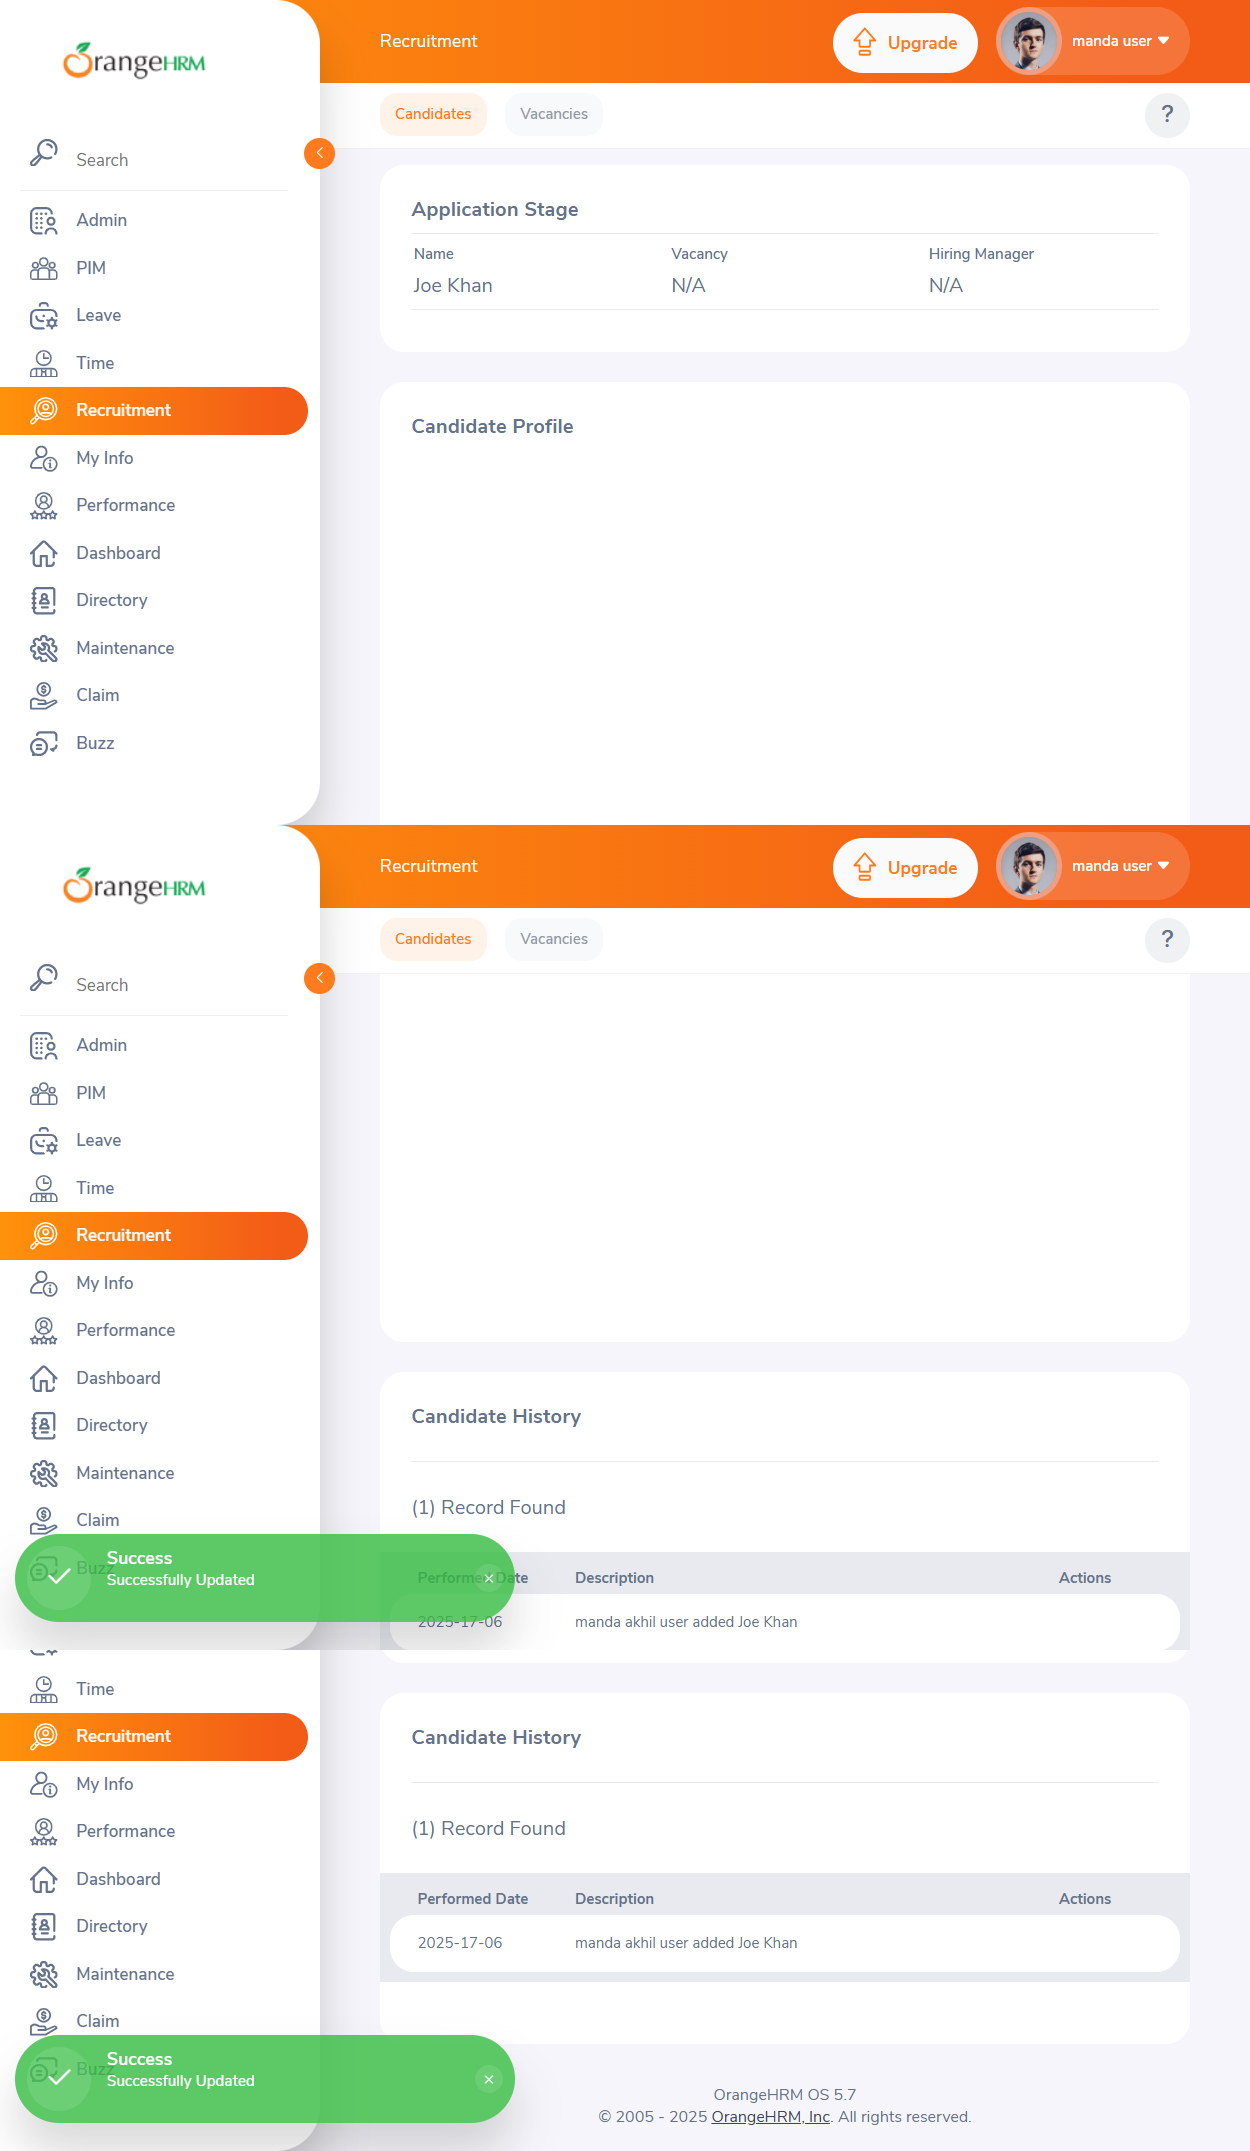 OrangeHRM
Recruitment
Upgrade
manda user
Candidates
Vacancies
?
Search
Admin
PIM
Leave
Time
Recruitment
My Info
Performance
Dashboard
Directory
Maintenance
Claim
Buzz
Application Stage
Name
Vacancy
Hiring Manager
Joe Khan
N/A
N/A
Candidate Profile
OrangeHRM
Recruitment
Upgrade
manda user
Candidates
Vacancies
?
Search
Admin
PIM
Leave
Time
Recruitment
My Info
Performance
Dashboard
Directory
Maintenance
Claim
Buzz
Success
Successfully Updated
Candidate History
(1) Record Found
Performed Date
Description
Actions
2025-17-06
manda akhil user added Joe Khan
Time
Recruitment
My Info
Performance
Dashboard
Directory
Maintenance
Claim
Buzz
Success
Successfully Updated
Candidate History
(1) Record Found
Performed Date
Description
Actions
2025-17-06
manda akhil user added Joe Khan
OrangeHRM OS 5.7
© 2005 - 2025 OrangeHRM, Inc. All rights reserved.